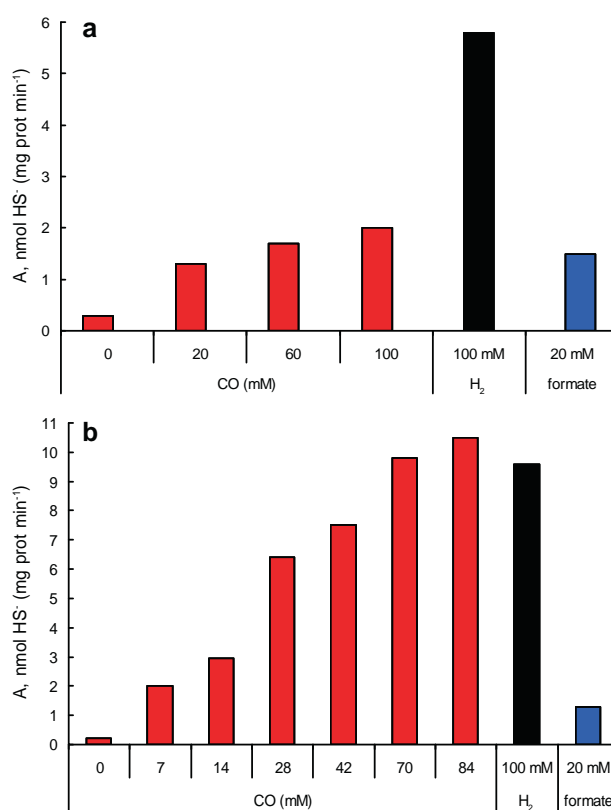 a
6
5
4
3
2
1
0
A, nmol HS⁻ (mg prot min⁻¹)
0 20 60 100 100 mM 20 mM
CO (mM) H₂ formate
b
11
10
9
8
7
6
5
4
3
2
1
0
A, nmol HS⁻ (mg prot min⁻¹)
0 7 14 28 42 70 84 100 mM 20 mM
CO (mM) H₂ formate